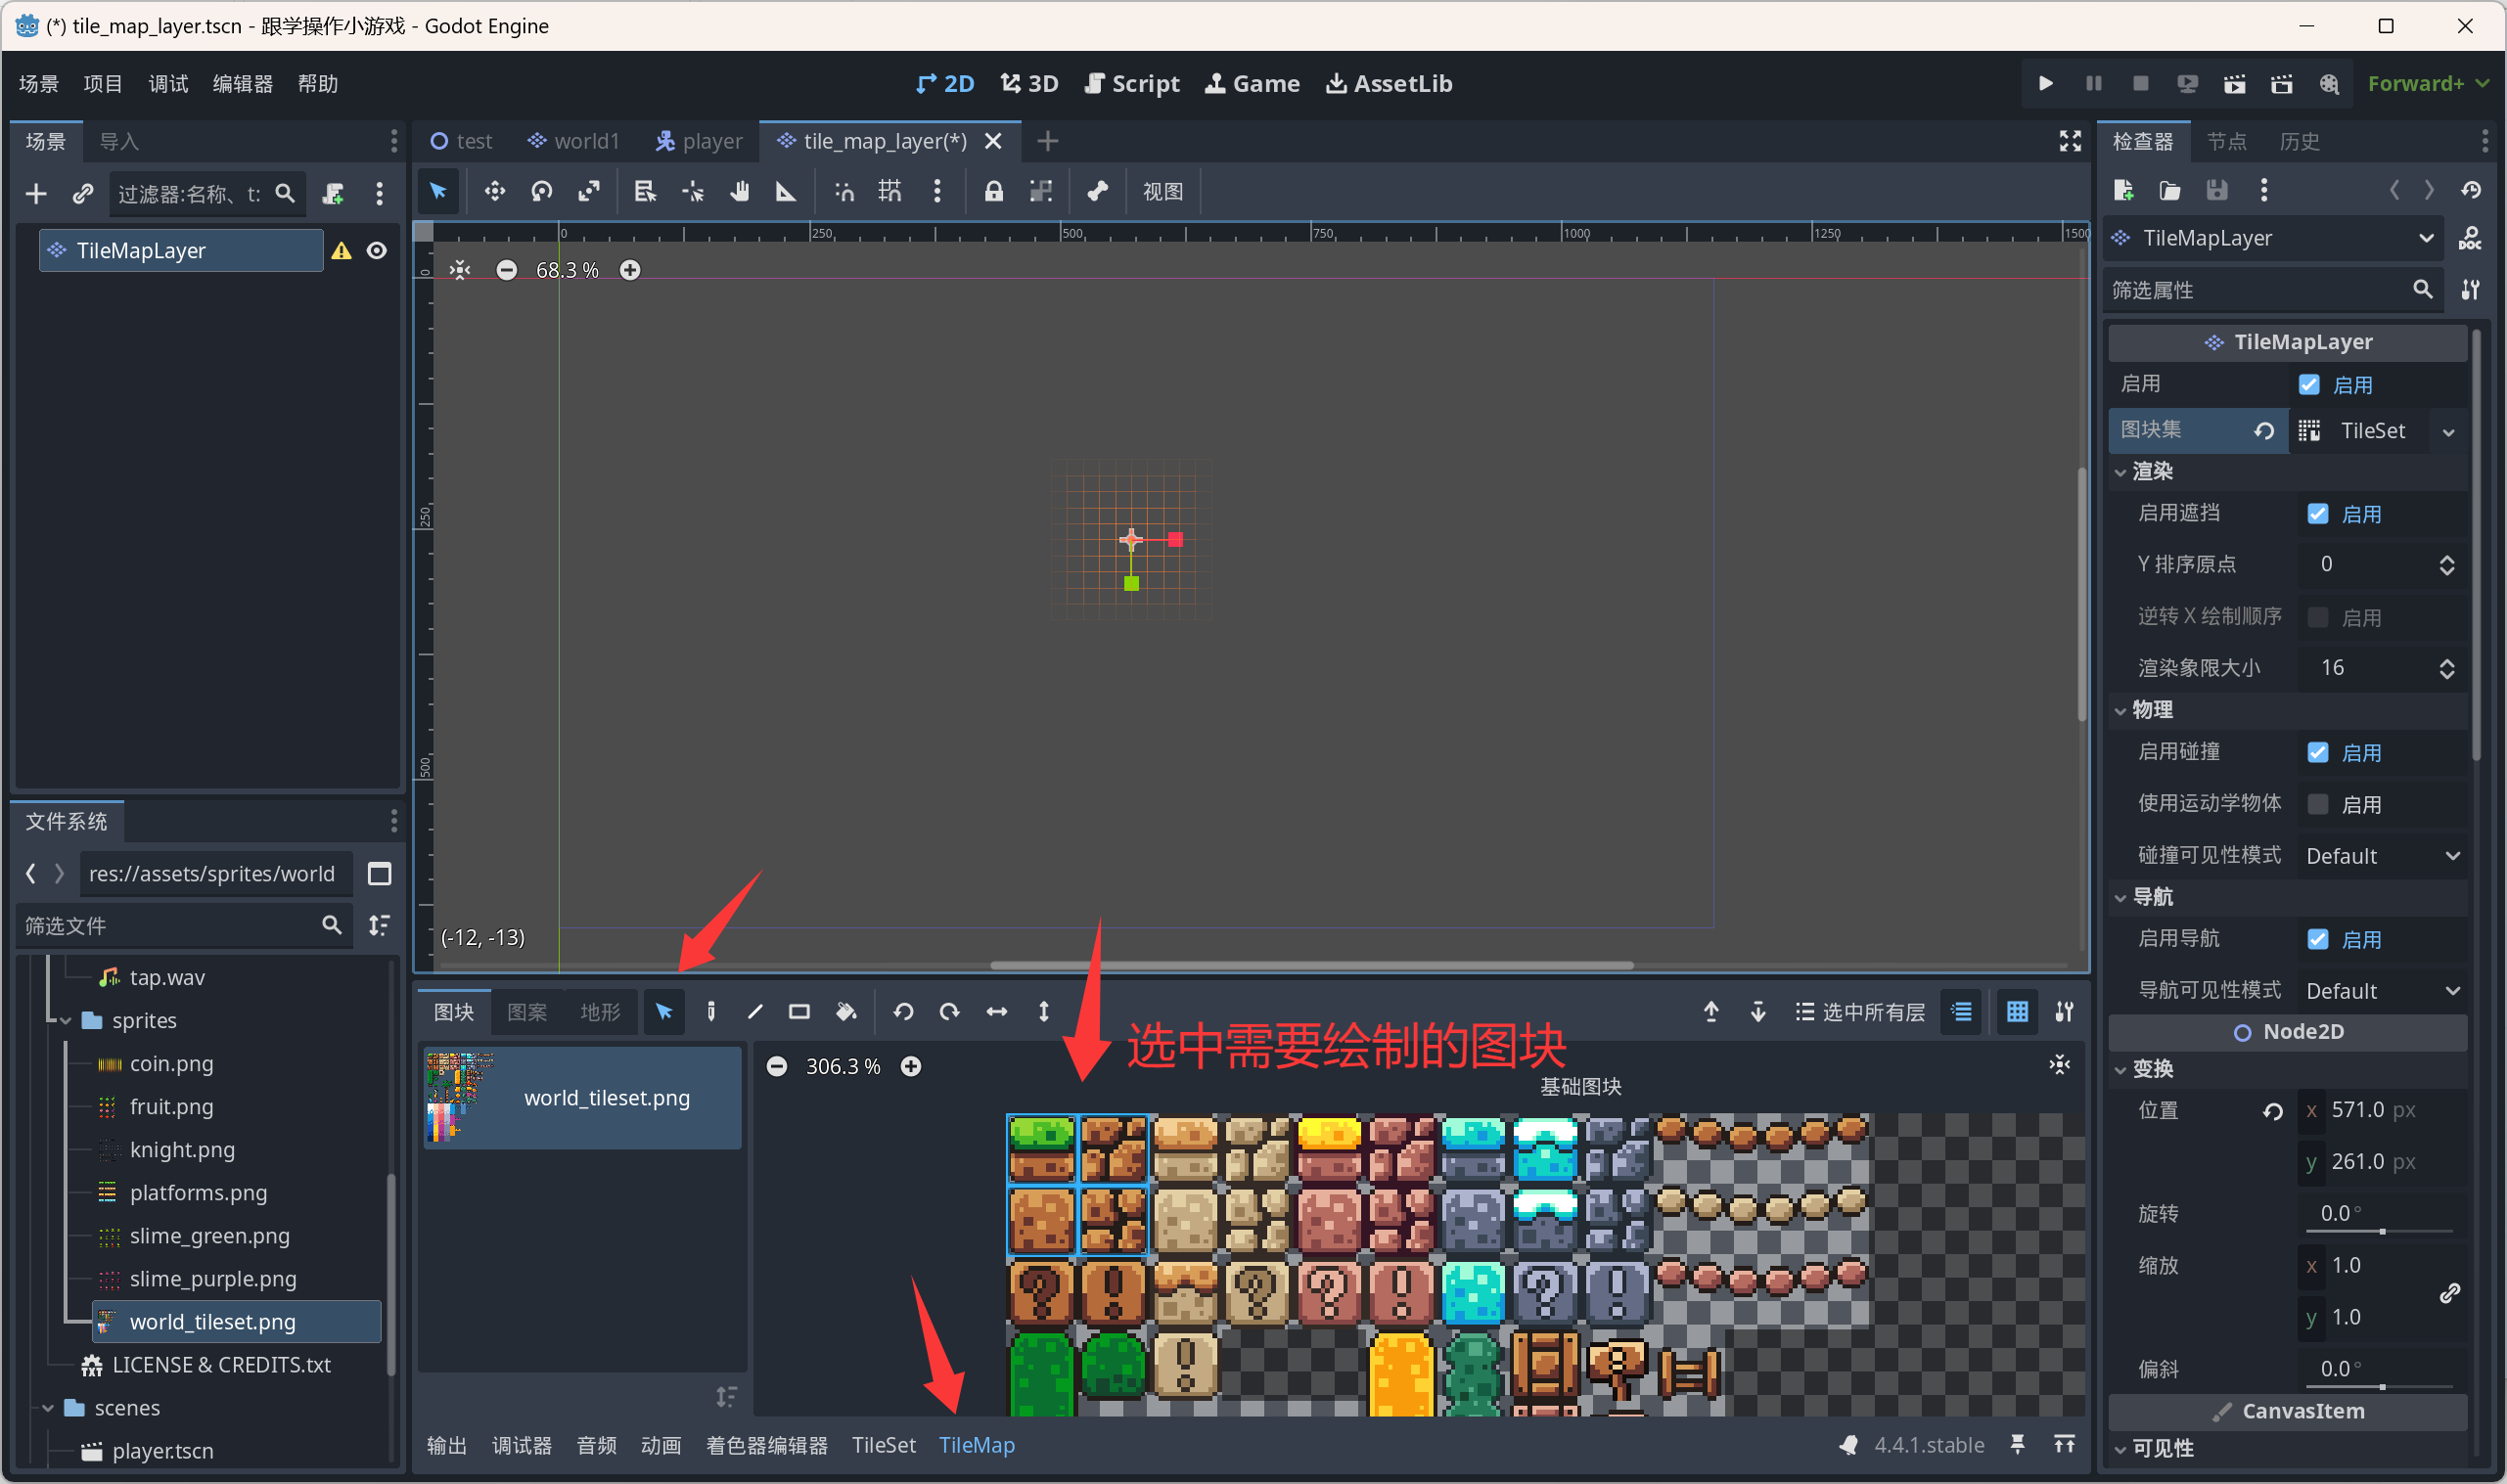 (*) tile_map_layer.tscn - 跟学操作小游戏 - Godot Engine
场景 项目 调试 编辑器 帮助
2D 3D Script Game AssetLib
Forward+
场景 导入
过滤器:名称、t:
TileMapLayer
test world1 player tile_map_layer(*)
视图
0 250 500 750 1000 1250 1500
0
250
500
68.3 %
(-12, -13)
文件系统
res://assets/sprites/world
筛选文件
tap.wav
sprites
coin.png
fruit.png
knight.png
platforms.png
slime_green.png
slime_purple.png
world_tileset.png
LICENSE & CREDITS.txt
scenes
player.tscn
图块 图案 地形
选中所有层
world_tileset.png
306.3 %
选中需要绘制的图块
基础图块
输出 调试器 音频 动画 着色器编辑器 TileSet TileMap
4.4.1.stable
检查器 节点 历史
TileMapLayer
DOC
筛选属性
TileMapLayer
启用 启用
图块集 TileSet
渲染
启用遮挡 启用
Y 排序原点 0
逆转 X 绘制顺序 启用
渲染象限大小 16
物理
启用碰撞 启用
使用运动学物体 启用
碰撞可见性模式 Default
导航
启用导航 启用
导航可见性模式 Default
Node2D
变换
位置 x 571.0 px
y 261.0 px
旋转 0.0 °
缩放 x 1.0
y 1.0
偏斜 0.0 °
CanvasItem
可见性